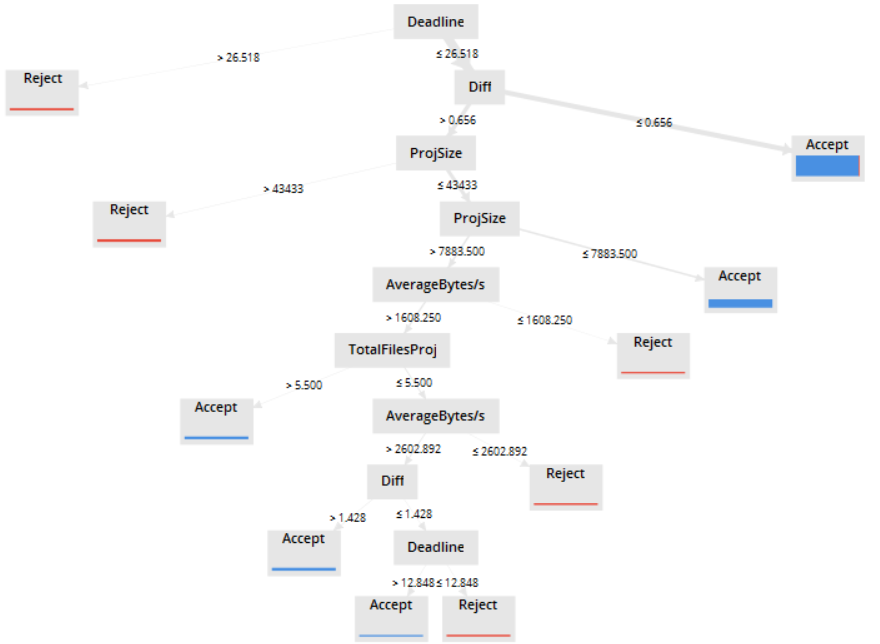 Deadline
> 26.518
≤ 26.518
Reject
Diff
> 0.656
≤ 0.656
Accept
ProjSize
> 43433
≤ 43433
Reject
ProjSize
> 7883.500
≤ 7883.500
Accept
AverageBytes/s
> 1608.250
≤ 1608.250
Reject
TotalFilesProj
> 5.500
≤ 5.500
Accept
AverageBytes/s
> 2602.892
≤ 2602.892
Reject
Diff
> 1.428
≤ 1.428
Accept
Deadline
> 12.848
≤ 12.848
Accept
Reject